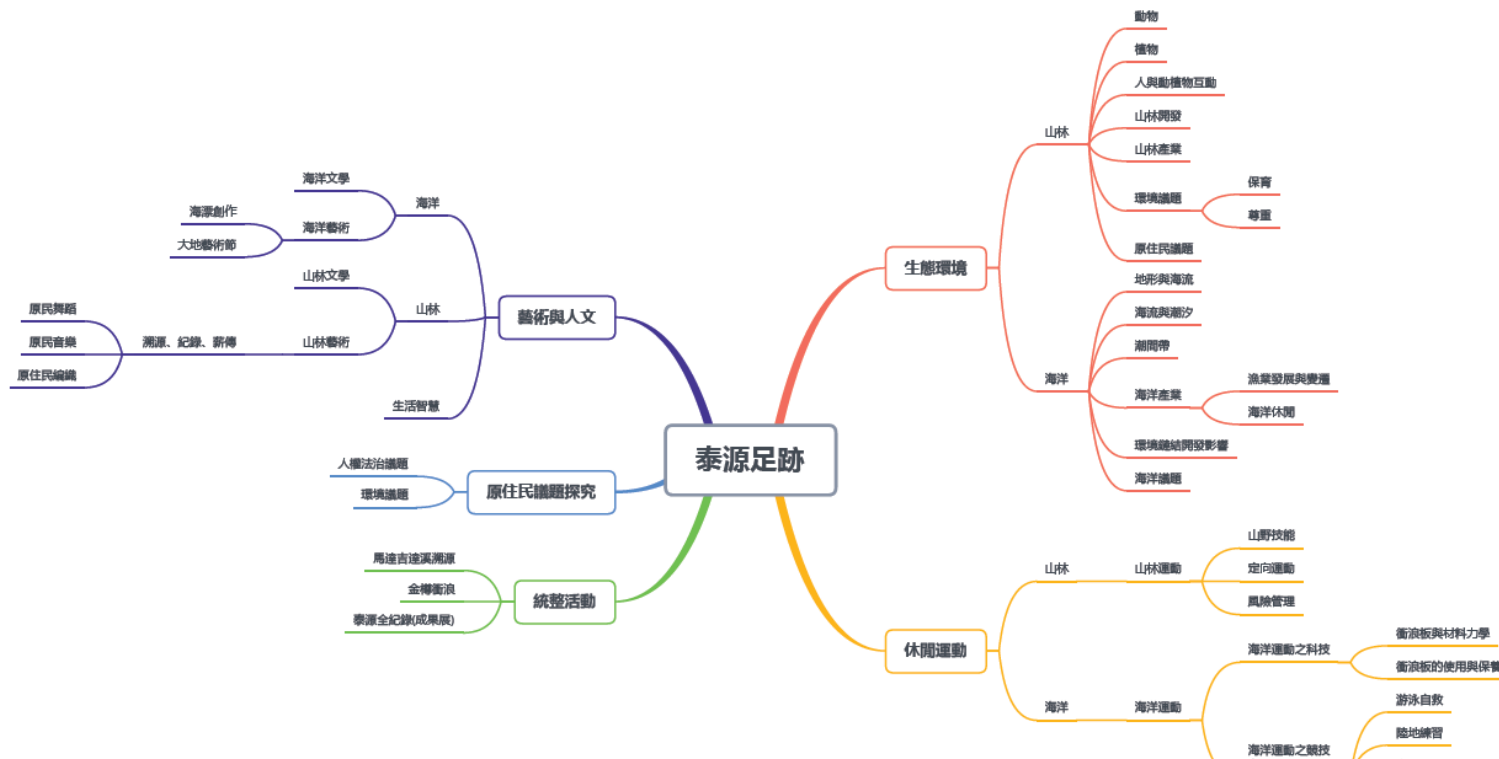 泰源足跡
生態環境
山林
動物
植物
人與動植物互動
山林開發
山林產業
環境議題
保育
尊重
原住民議題
海洋
地形與海流
海流與潮汐
潮間帶
海洋產業
漁業發展與變遷
海洋休閒
環境鏈結開發影響
海洋議題
休閒運動
山林
山林運動
山野技能
定向運動
風險管理
海洋
海洋運動
海洋運動之科技
衝浪板與材料力學
衝浪板的使用與保養
海洋運動之競技
游泳自救
陸地練習
藝術與人文
海洋
海洋文學
海洋藝術
海漂創作
大地藝術節
山林
山林文學
山林藝術
溯源、紀錄、薪傳
原民舞蹈
原民音樂
原住民編織
生活智慧
原住民議題探究
人權法治議題
環境議題
統整活動
馬達吉達溪溯源
金樽衝浪
泰源全紀錄(成果展)